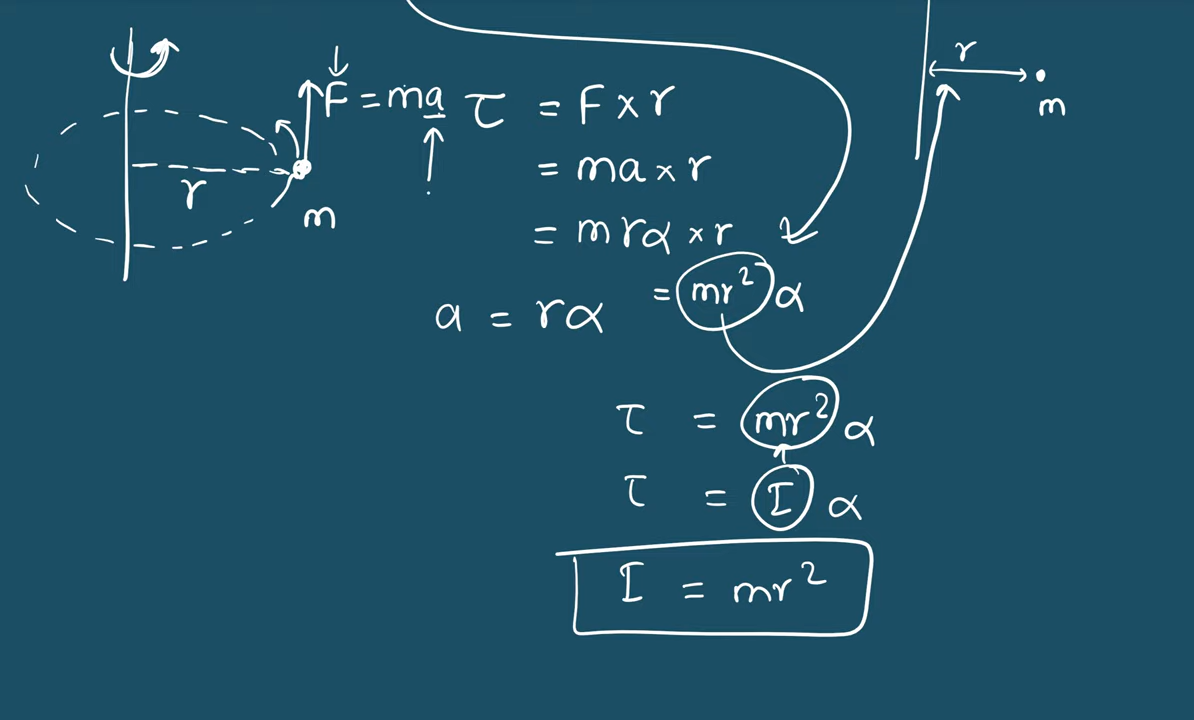 r
m
F = ma
τ = F × r
= ma × r
r
m
= mrα × r
a = rα
= mr² α
τ = mr² α
τ = I α
I = mr²